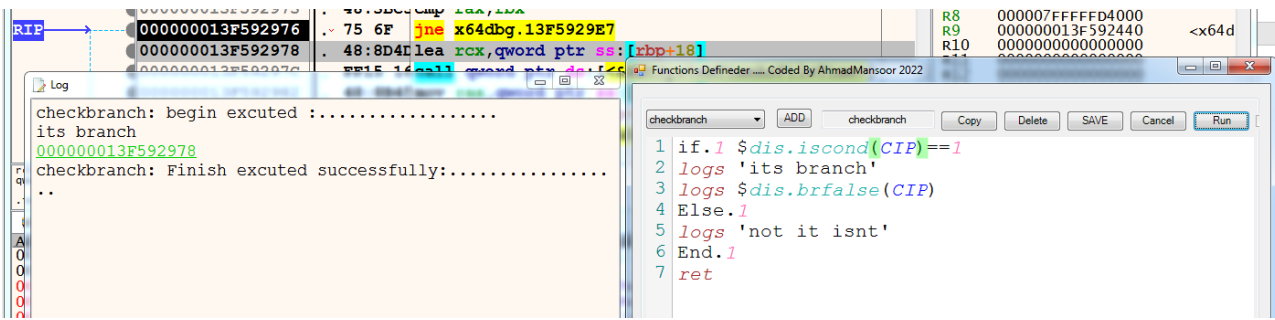 RIP
000000013F592976
. 75 6F jne x64dbg.13F5929E7
000000013F592978
. 48:8D4D lea rcx,qword ptr ss:[rbp+18]
R8 000007FFFFFD4000
R9 000000013F592440 <x64d
R10 0000000000000000
Log
checkbranch: begin excuted :..................
its branch
000000013F592978
checkbranch: Finish excuted successfully:................
..
Functions Defineder ..... Coded By AhmadMansoor 2022
checkbranch ADD checkbranch Copy Delete SAVE Cancel Run
1 if.1 $dis.iscond(CIP)==1
2 logs 'its branch'
3 logs $dis.brfalse(CIP)
4 Else.1
5 logs 'not it isnt'
6 End.1
7 ret